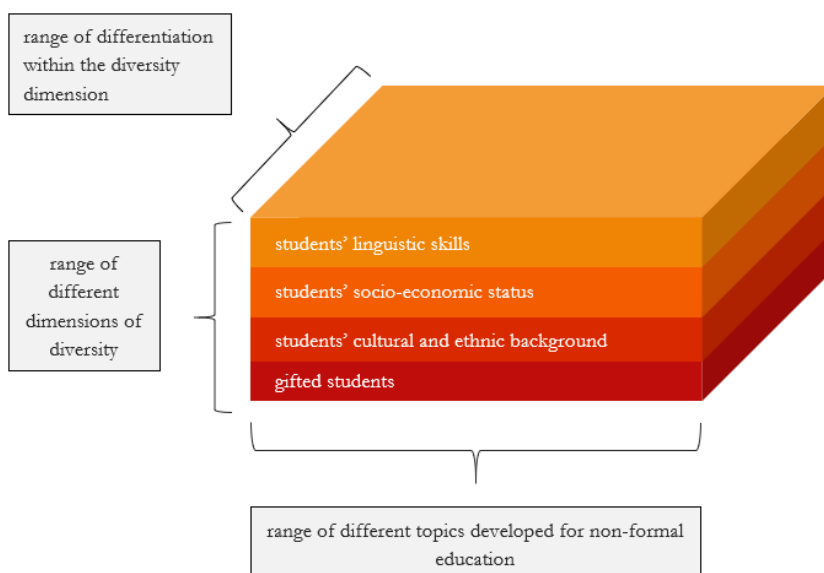 range of differentiation
within the diversity
dimension
students’ linguistic skills
range of
different
dimensions of
diversity
students’ socio-economic status
students’ cultural and ethnic background
gifted students
range of different topics developed for non-formal
education